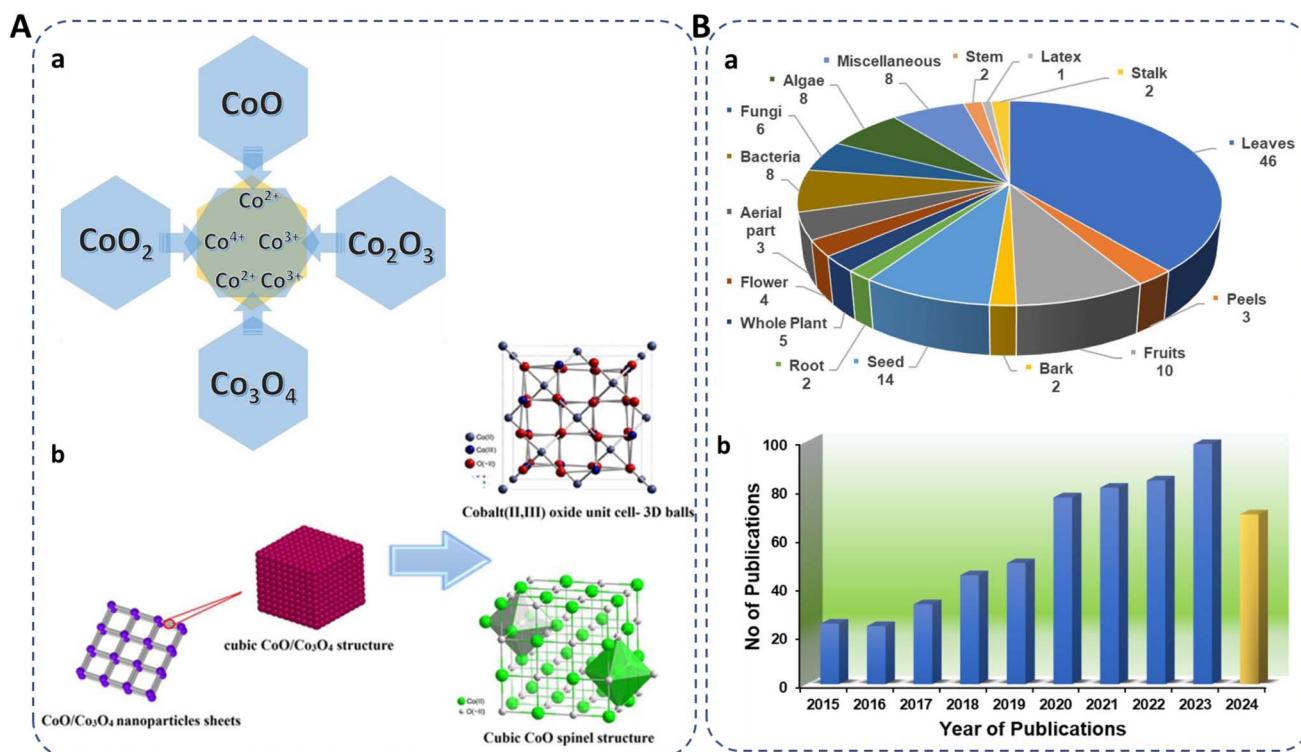 A
a
CoO
CoO₂
Co²⁺
Co⁴⁺ Co³⁺
Co²⁺ Co³⁺
Co₂O₃
Co₃O₄
b
Co(II)
Co(III)
O(-II)
Cobalt(II,III) oxide unit cell- 3D balls
cubic CoO/Co₃O₄ structure
CoO/Co₃O₄ nanoparticles sheets
Co(II)
O(-II)
Cubic CoO spinel structure
B
a
Miscellaneous
8
Stem
2
Latex
1
Stalk
2
Algae
8
Fungi
6
Bacteria
8
Aerial
part
3
Flower
4
Whole Plant
5
Root
2
Seed
14
Bark
2
Fruits
10
Peels
3
Leaves
46
b
No of Publications
100
80
60
40
20
0
2015 2016 2017 2018 2019 2020 2021 2022 2023 2024
Year of Publications